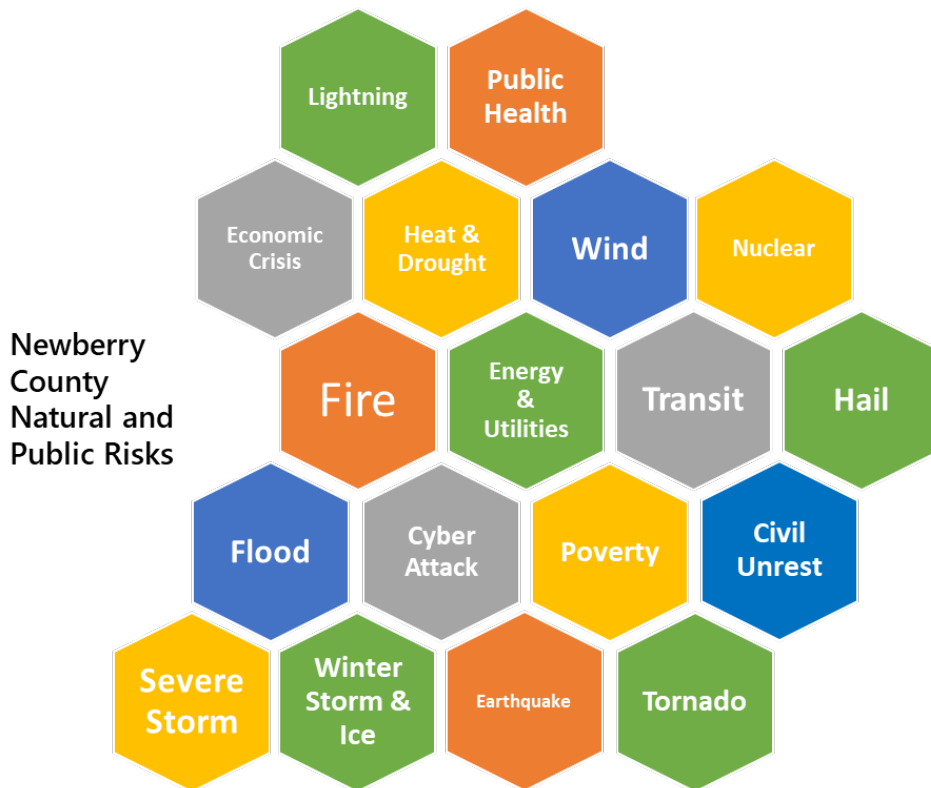 Lightning
Public
Health
Economic
Crisis
Heat &
Drought
Wind
Nuclear
Newberry
County
Natural and
Public Risks
Fire
Energy
&
Utilities
Transit
Hail
Flood
Cyber
Attack
Poverty
Civil
Unrest
Severe
Storm
Winter
Storm &
Ice
Earthquake
Tornado